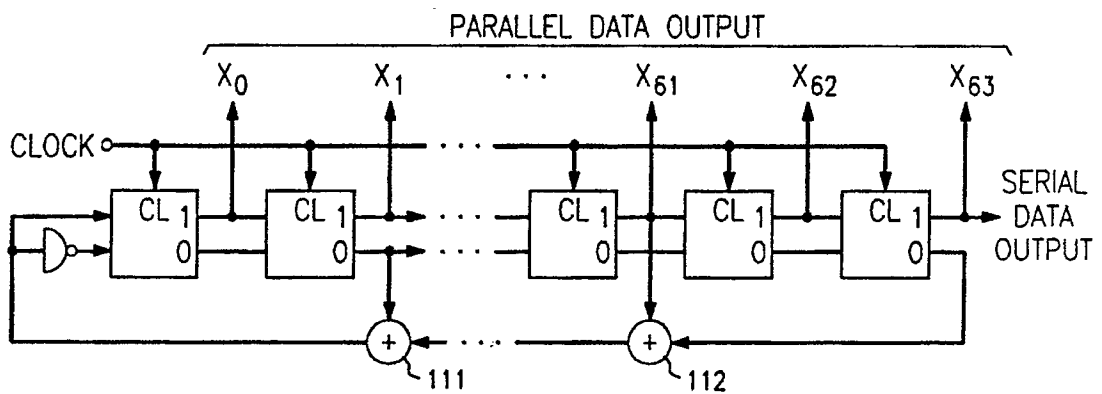 PARALLEL DATA OUTPUT
X0 X1 ... X61 X62 X63
CLOCK
CL 1 CL 1 CL 1 CL 1 CL 1
0 0 0 0 0
SERIAL
DATA
OUTPUT
+ +
111 112